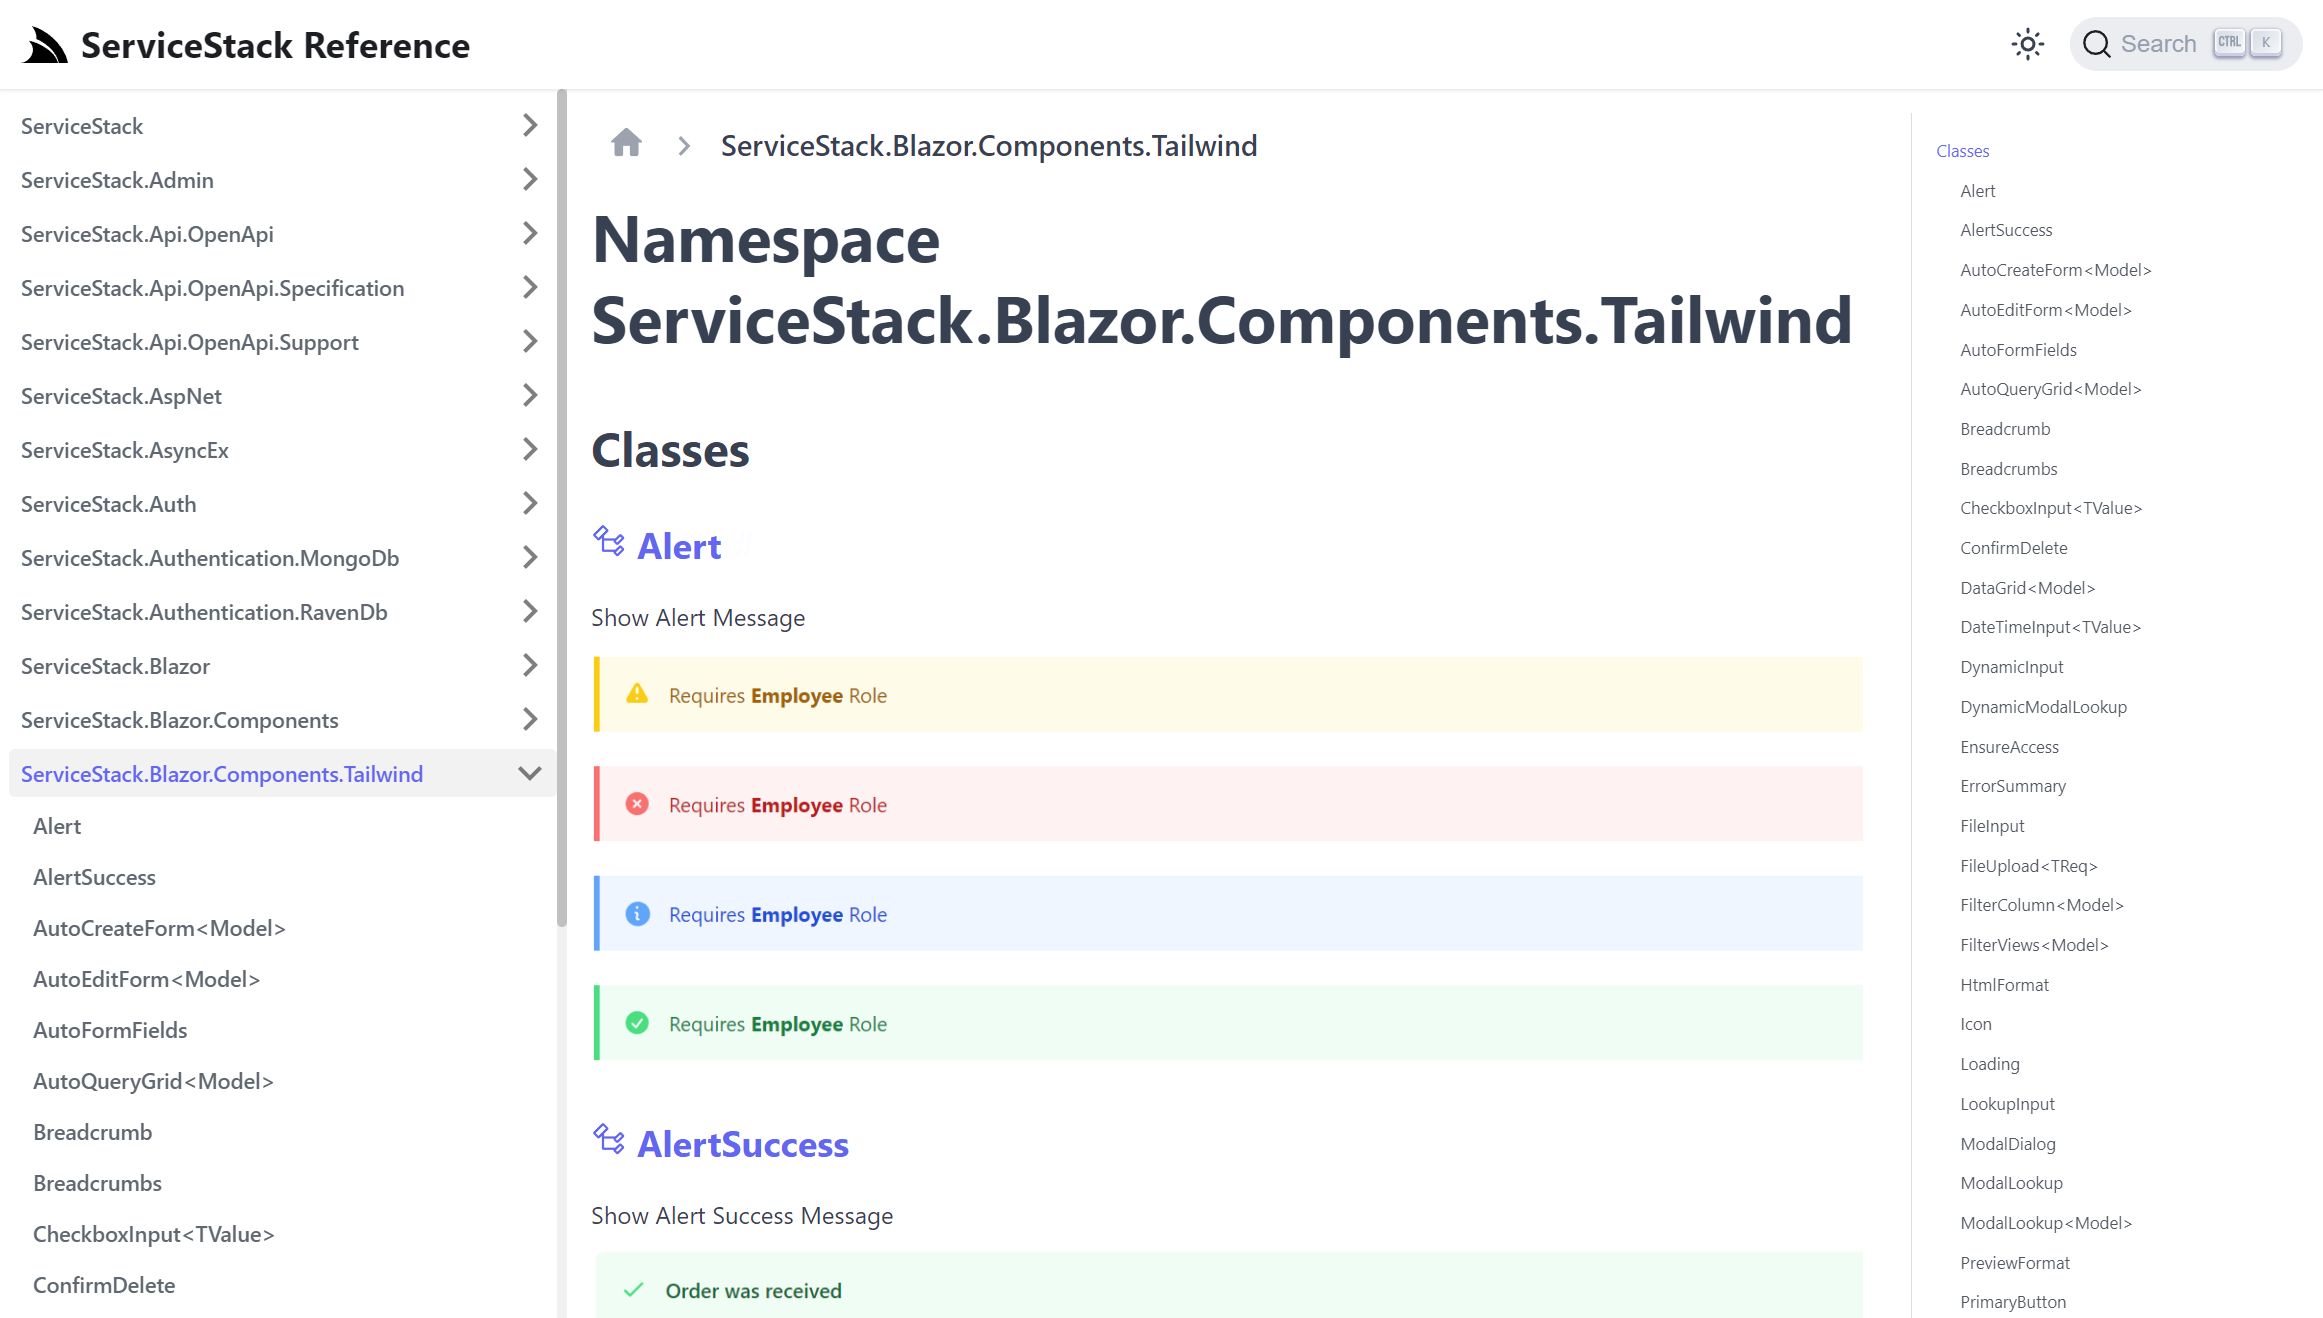 ServiceStack Reference
Search CTRL K
ServiceStack
ServiceStack.Admin
ServiceStack.Api.OpenApi
ServiceStack.Api.OpenApi.Specification
ServiceStack.Api.OpenApi.Support
ServiceStack.AspNet
ServiceStack.AsyncEx
ServiceStack.Auth
ServiceStack.Authentication.MongoDb
ServiceStack.Authentication.RavenDb
ServiceStack.Blazor
ServiceStack.Blazor.Components
ServiceStack.Blazor.Components.Tailwind
Alert
AlertSuccess
AutoCreateForm<Model>
AutoEditForm<Model>
AutoFormFields
AutoQueryGrid<Model>
Breadcrumb
Breadcrumbs
CheckboxInput<TValue>
ConfirmDelete
ServiceStack.Blazor.Components.Tailwind
Namespace
ServiceStack.Blazor.Components.Tailwind
Classes
Alert
Show Alert Message
Requires Employee Role
Requires Employee Role
Requires Employee Role
Requires Employee Role
AlertSuccess
Show Alert Success Message
Order was received
Classes
Alert
AlertSuccess
AutoCreateForm<Model>
AutoEditForm<Model>
AutoFormFields
AutoQueryGrid<Model>
Breadcrumb
Breadcrumbs
CheckboxInput<TValue>
ConfirmDelete
DataGrid<Model>
DateTimeInput<TValue>
DynamicInput
DynamicModalLookup
EnsureAccess
ErrorSummary
FileInput
FileUpload<TReq>
FilterColumn<Model>
FilterViews<Model>
HtmlFormat
Icon
Loading
LookupInput
ModalDialog
ModalLookup
ModalLookup<Model>
PreviewFormat
PrimaryButton